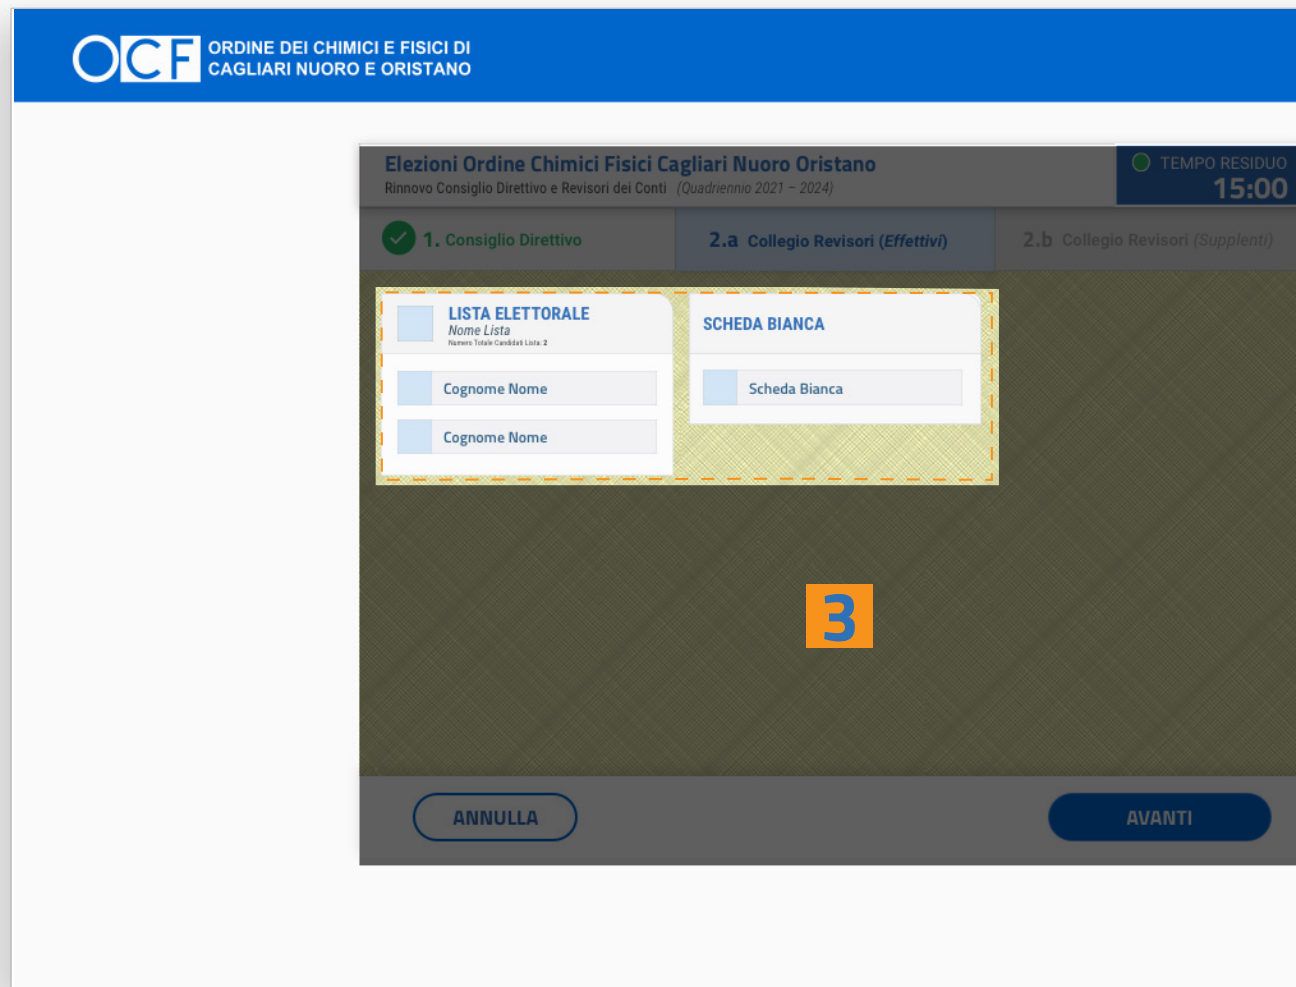 OCF ORDINE DEI CHIMICI E FISICI DI
CAGLIARI NUORO E ORISTANO
Elezioni Ordine Chimici Fisici Cagliari Nuoro Oristano
Rinnovo Consiglio Direttivo e Revisori dei Conti (Quadriennio 2021 – 2024)
TEMPO RESIDUO
15:00
1. Consiglio Direttivo
2.a Collegio Revisori (Effettivi)
2.b Collegio Revisori (Supplenti)
LISTA ELETTORALE
Nome Lista
Numero Totale Candidati Lista: 2
Cognome Nome
Cognome Nome
SCHEDA BIANCA
Scheda Bianca
3
ANNULLA
AVANTI